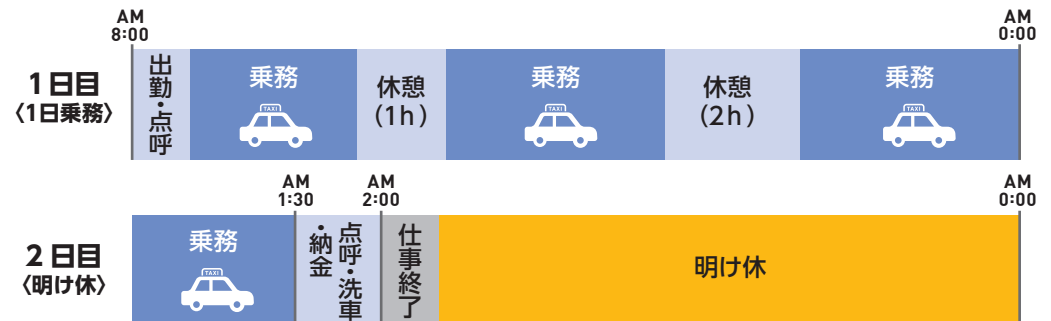 AM
8:00
AM
0:00
1日目
〈1日乗務〉
出勤・点呼
乗務
TAXI
休憩
(1h)
乗務
TAXI
休憩
(2h)
乗務
TAXI
AM
1:30
AM
2:00
AM
0:00
2日目
〈明け休〉
乗務
TAXI
点呼・洗車
・納金
仕事終了
明け休